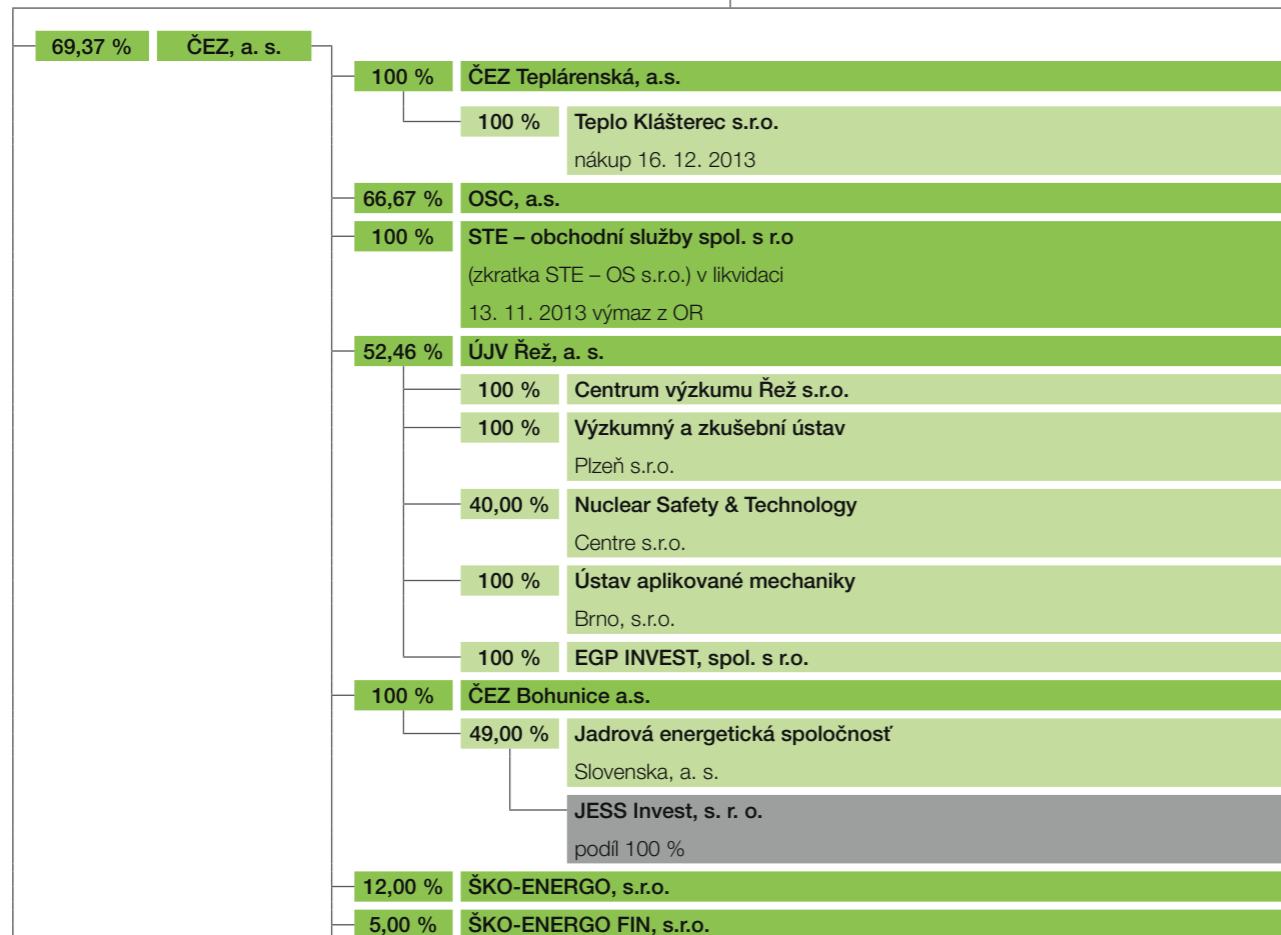 69,37 % ČEZ, a. s.
100 % ČEZ Teplárenská, a.s.
100 % Teplo Klášterec s.r.o.
nákup 16. 12. 2013
66,67 % OSC, a.s.
100 % STE – obchodní služby spol. s r.o
(zkratka STE – OS s.r.o.) v likvidaci
13. 11. 2013 výmaz z OR
52,46 % ÚJV Řež, a. s.
100 % Centrum výzkumu Řež s.r.o.
100 % Výzkumný a zkušební ústav
Plzeň s.r.o.
40,00 % Nuclear Safety & Technology
Centre s.r.o.
100 % Ústav aplikované mechaniky
Brno, s.r.o.
100 % EGP INVEST, spol. s r.o.
100 % ČEZ Bohunice a.s.
49,00 % Jadrová energetická spoločnosť
Slovenska, a. s.
JESS Invest, s. r. o.
podíl 100 %
12,00 % ŠKO-ENERGO, s.r.o.
5,00 % ŠKO-ENERGO FIN, s.r.o.